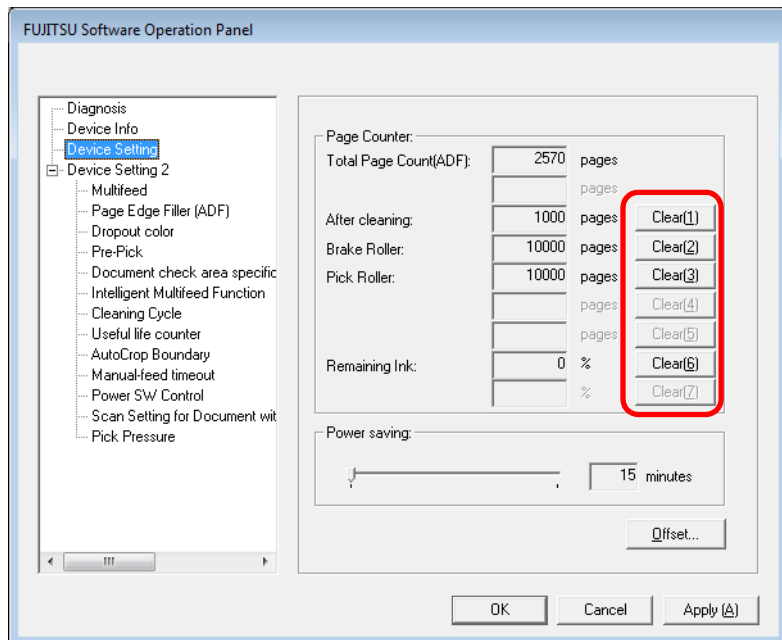 FUJITSU Software Operation Panel
Diagnosis
Device Info
Device Setting
Device Setting 2
Multifeed
Page Edge Filler (ADF)
Dropout color
Pre-Pick
Document check area specific
Intelligent Multifeed Function
Cleaning Cycle
Useful life counter
AutoCrop Boundary
Manual-feed timeout
Power SW Control
Scan Setting for Document wit
Pick Pressure
Page Counter:
Total Page Count(ADF): 2570 pages
pages
After cleaning: 1000 pages Clear(1)
Brake Roller: 10000 pages Clear(2)
Pick Roller: 10000 pages Clear(3)
pages Clear(4)
pages Clear(5)
Remaining Ink: 0 % Clear(6)
% Clear(7)
Power saving:
15 minutes
Offset...
OK Cancel Apply (A)